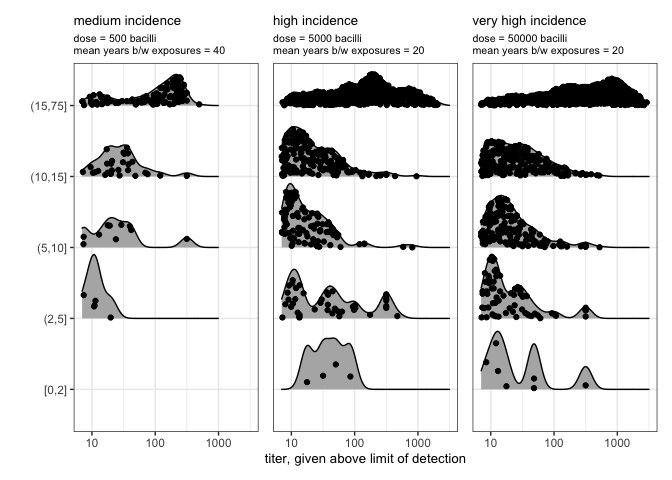 medium incidence
dose = 500 bacilli
mean years b/w exposures = 40
high incidence
dose = 5000 bacilli
mean years b/w exposures = 20
very high incidence
dose = 50000 bacilli
mean years b/w exposures = 20
(15,75]
(10,15]
(5,10]
(2,5]
[0,2]
10 100 1000
10 100 1000
10 100 1000
titer, given above limit of detection